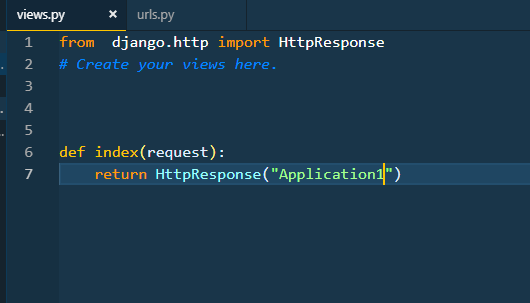 views.py × urls.py
1 from  django.http import HttpResponse
2 # Create your views here.
3
4
5
6 def index(request):
7     return HttpResponse("Application1")